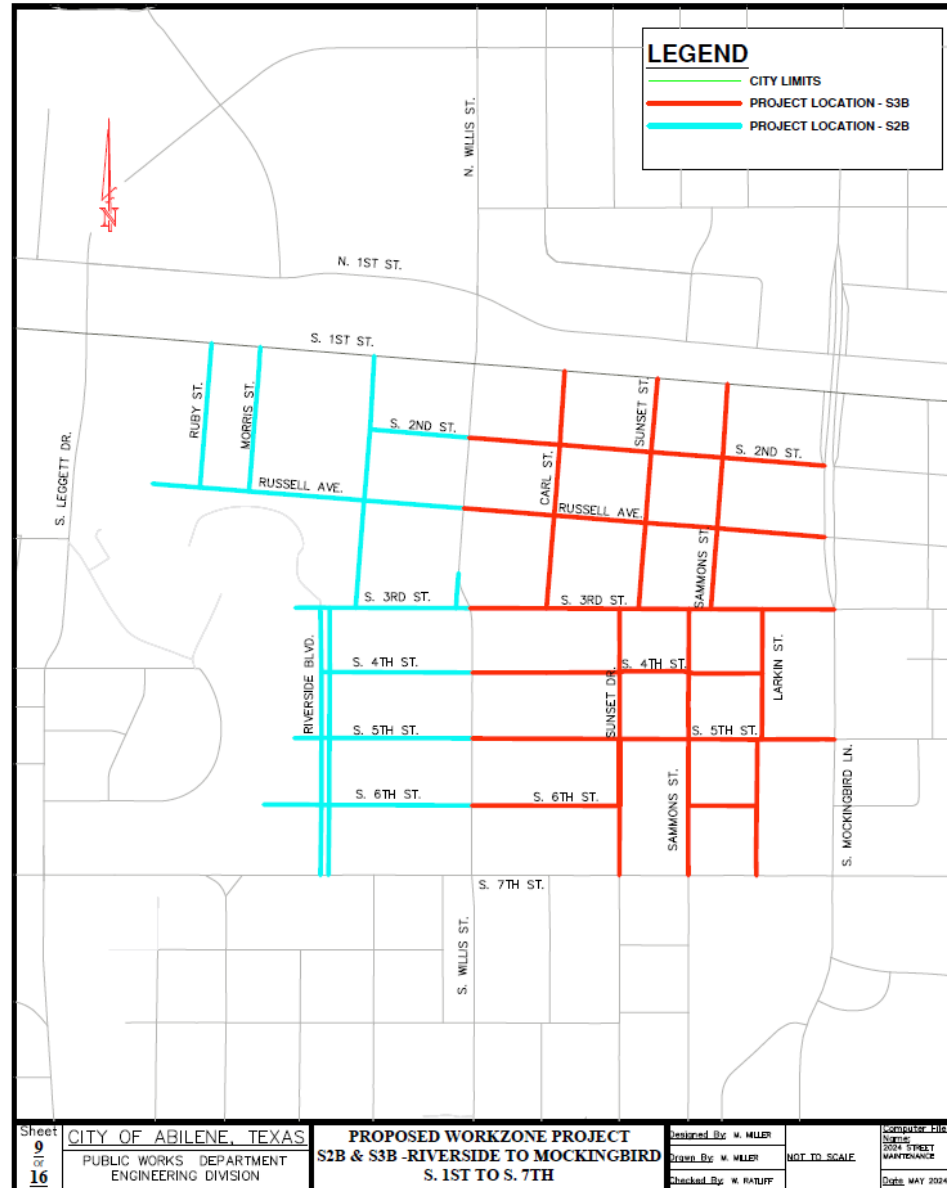 LEGEND
CITY LIMITS
PROJECT LOCATION - S3B
PROJECT LOCATION - S2B
N. WILLIS ST.
N
N. 1ST ST.
S. 1ST ST.
RUBY ST.
MORRIS ST.
SUNSET ST.
S. 2ND ST.
S. 2ND ST.
S. LEGGETT DR.
CARL ST.
RUSSELL AVE.
RUSSELL AVE.
SAMMONS ST.
S. 3RD ST.
S. 3RD ST.
RIVERSIDE BLVD.
S. 4TH ST.
S. 4TH ST.
SUNSET DR.
LARKIN ST.
S. 5TH ST.
S. 5TH ST.
S. 6TH ST.
S. 6TH ST.
SAMMONS ST.
S. MOCKINGBIRD LN.
S. 7TH ST.
S. WILLIS ST.
Sheet
9
of
16
CITY OF ABILENE, TEXAS
PUBLIC WORKS DEPARTMENT
ENGINEERING DIVISION
PROPOSED WORKZONE PROJECT
S2B & S3B -RIVERSIDE TO MOCKINGBIRD
S. 1ST TO S. 7TH
Designed By: M. MILLER
Drawn By: M. MILLER
Checked By: W. RATLIFF
NOT TO SCALE
Computer File
Name:
2024 STREET
MAINTENANCE
Date: MAY 2024